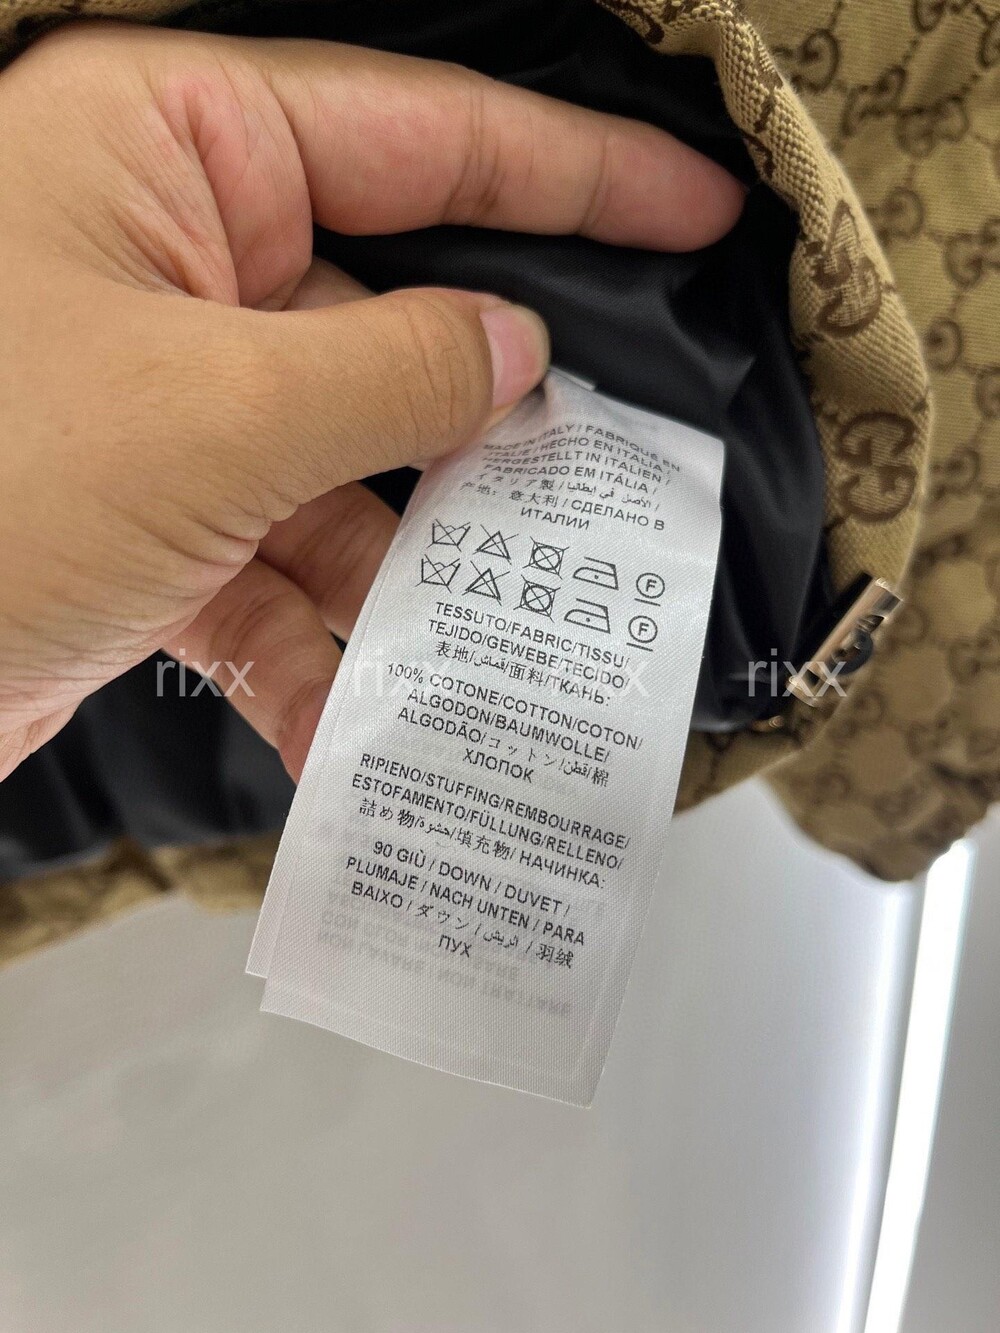 MADE IN ITALY / FABRIQUÉ EN
ITALIE / HECHO EN ITALIA /
HERGESTELLT IN ITALIEN /
FABRICADO EM ITÁLIA /
イタリア製 / الأصل في إيطاليا /
产地: 意大利 / СДЕЛАНО В
ИТАЛИИ
F
F
TESSUTO/FABRIC/TISSU/
TEJIDO/GEWEBE/TECIDO/
表地/قماش/面料/ТКАНЬ:
rixx rixx rixx rixx
100% COTONE/COTTON/COTON/
ALGODON/BAUMWOLLE/
ALGODÃO/コットン/قطن/棉
ХЛОПОК
RIPIENO/STUFFING/REMBOURRAGE/
ESTOFAMENTO/FÜLLUNG/RELLENO/
詰め物/حشوة/填充物/ НАЧИНКА:
90 GIÙ / DOWN / DUVET /
PLUMAJE / NACH UNTEN / PARA
BAIXO / ダウン / الريش / 羽绒
ПУХ